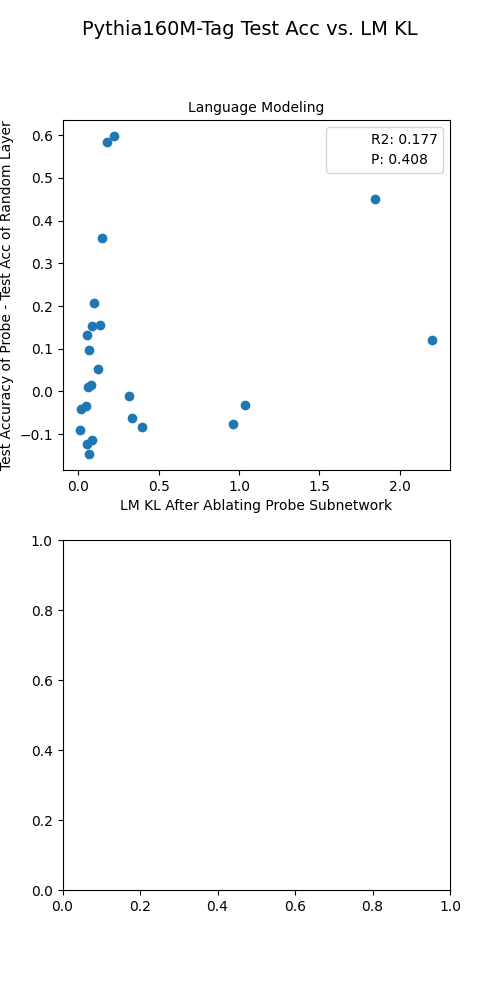 Pythia160M-Tag Test Acc vs. LM KL
Language Modeling
R2: 0.177
P: 0.408
Test Accuracy of Probe - Test Acc of Random Layer
0.6
0.5
0.4
0.3
0.2
0.1
0.0
−0.1
0.0 0.5 1.0 1.5 2.0
LM KL After Ablating Probe Subnetwork
1.0
0.8
0.6
0.4
0.2
0.0
0.0 0.2 0.4 0.6 0.8 1.0